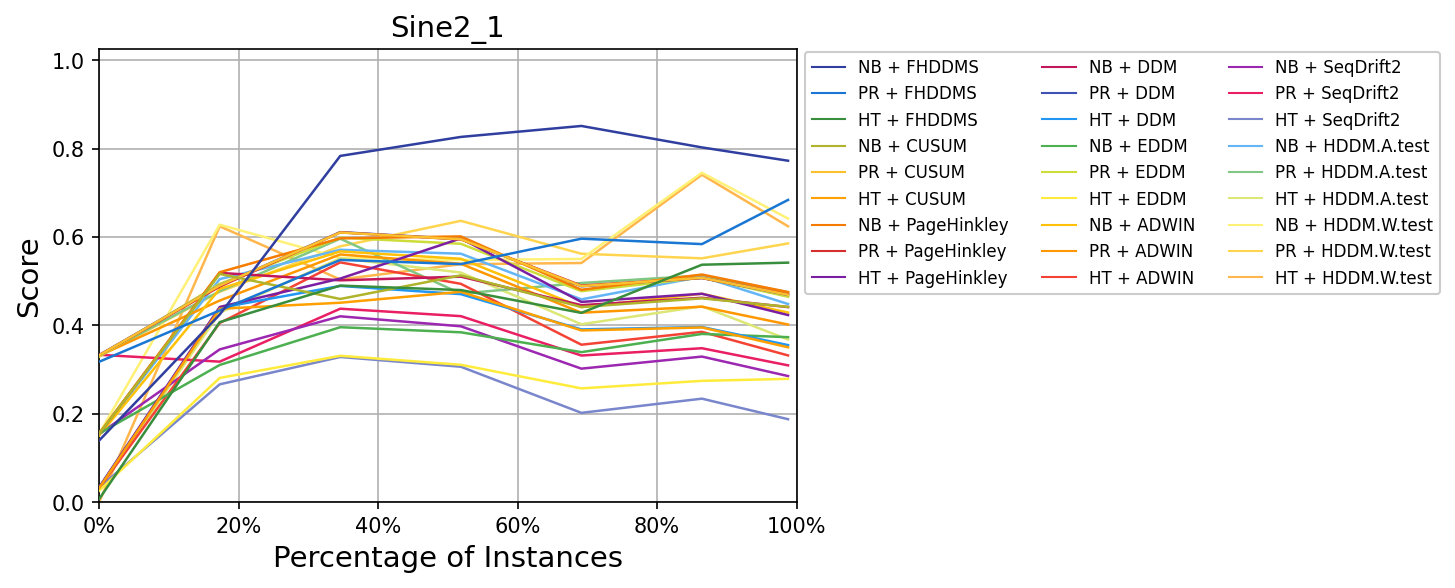 Sine2_1
1.0
0.8
0.6
0.4
0.2
0.0
Score
0% 20% 40% 60% 80% 100%
Percentage of Instances
NB + FHDDMS
PR + FHDDMS
HT + FHDDMS
NB + CUSUM
PR + CUSUM
HT + CUSUM
NB + PageHinkley
PR + PageHinkley
HT + PageHinkley
NB + DDM
PR + DDM
HT + DDM
NB + EDDM
PR + EDDM
HT + EDDM
NB + ADWIN
PR + ADWIN
HT + ADWIN
NB + SeqDrift2
PR + SeqDrift2
HT + SeqDrift2
NB + HDDM.A.test
PR + HDDM.A.test
HT + HDDM.A.test
NB + HDDM.W.test
PR + HDDM.W.test
HT + HDDM.W.test